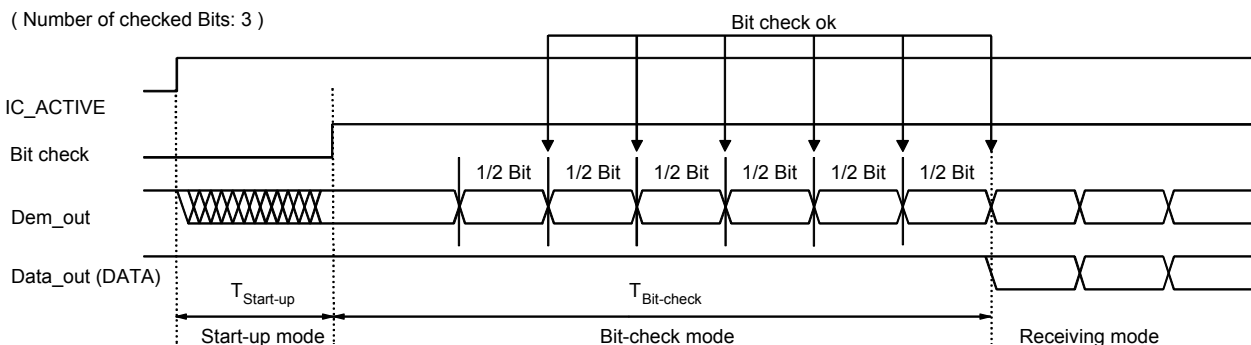 ( Number of checked Bits: 3 )
Bit check ok
IC_ACTIVE
Bit check
1/2 Bit 1/2 Bit 1/2 Bit 1/2 Bit 1/2 Bit 1/2 Bit
Dem_out
Data_out (DATA)
TStart-up TBit-check
Start-up mode Bit-check mode Receiving mode